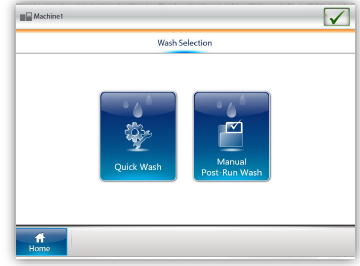 Machine1
Wash Selection
Quick Wash
Manual
Post-Run Wash
Home